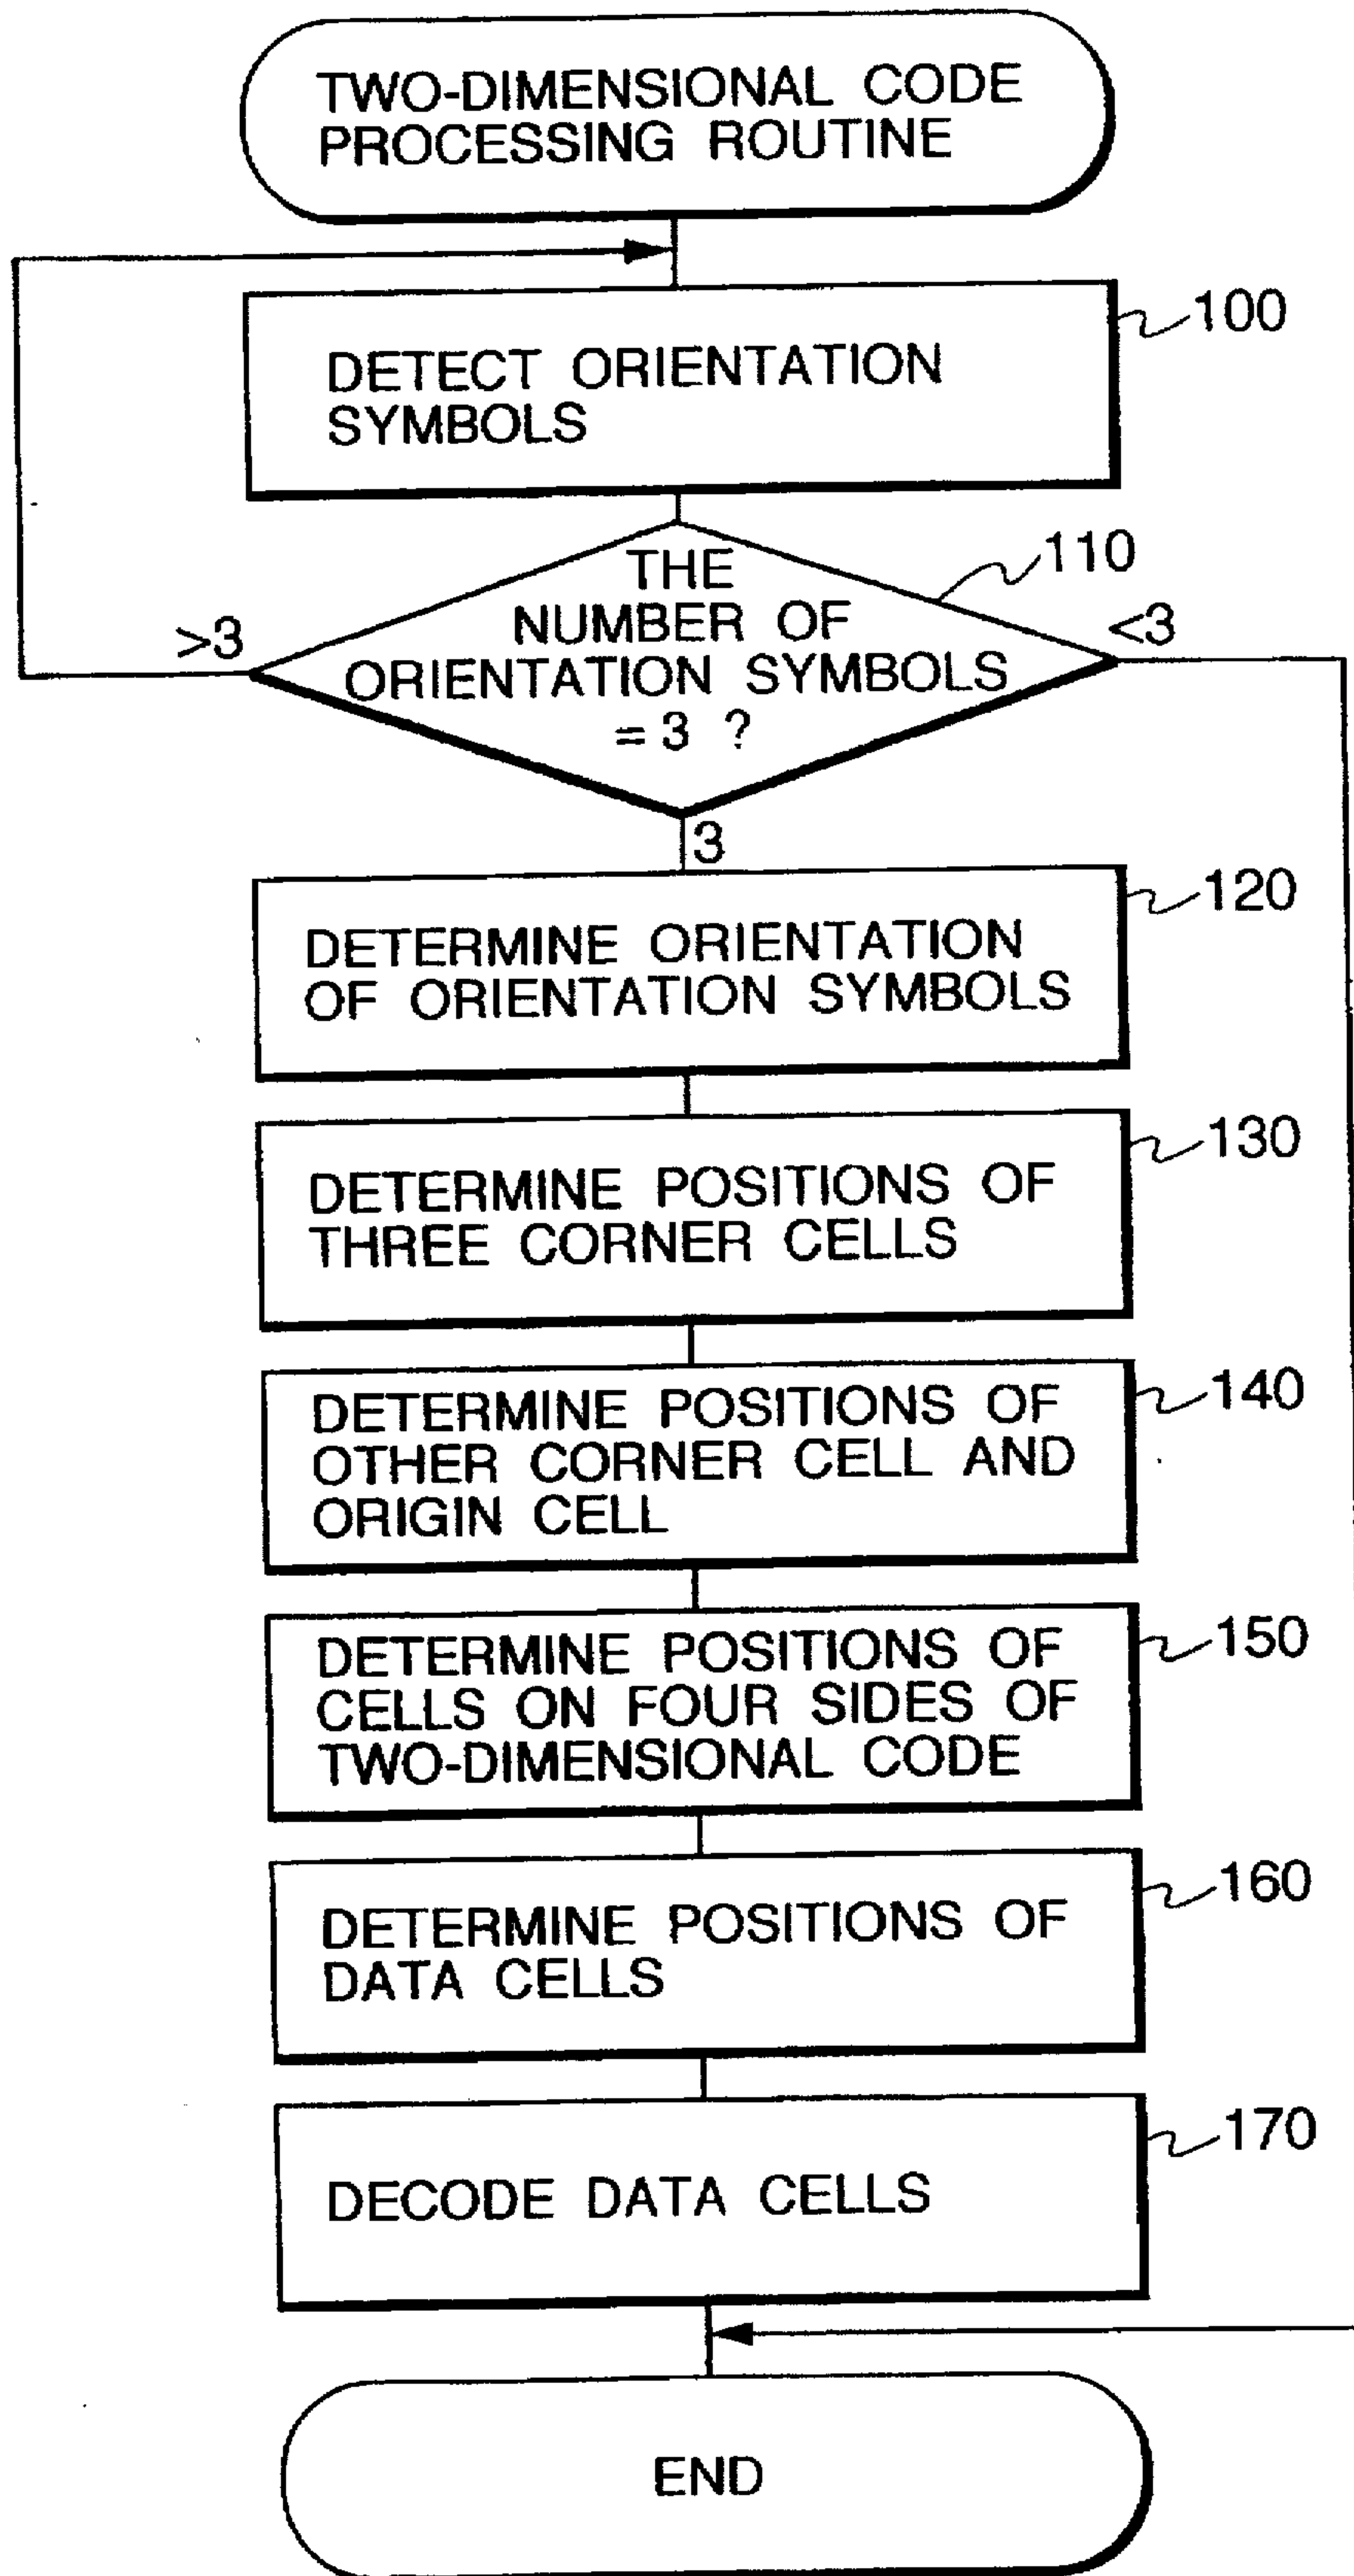 TWO-DIMENSIONAL CODE
PROCESSING ROUTINE
100
DETECT ORIENTATION
SYMBOLS
110
THE
NUMBER OF
ORIENTATION SYMBOLS
= 3 ?
>3
<3
3
120
DETERMINE ORIENTATION
OF ORIENTATION SYMBOLS
130
DETERMINE POSITIONS OF
THREE CORNER CELLS
140
DETERMINE POSITIONS OF
OTHER CORNER CELL AND
ORIGIN CELL
150
DETERMINE POSITIONS OF
CELLS ON FOUR SIDES OF
TWO-DIMENSIONAL CODE
160
DETERMINE POSITIONS OF
DATA CELLS
170
DECODE DATA CELLS
END